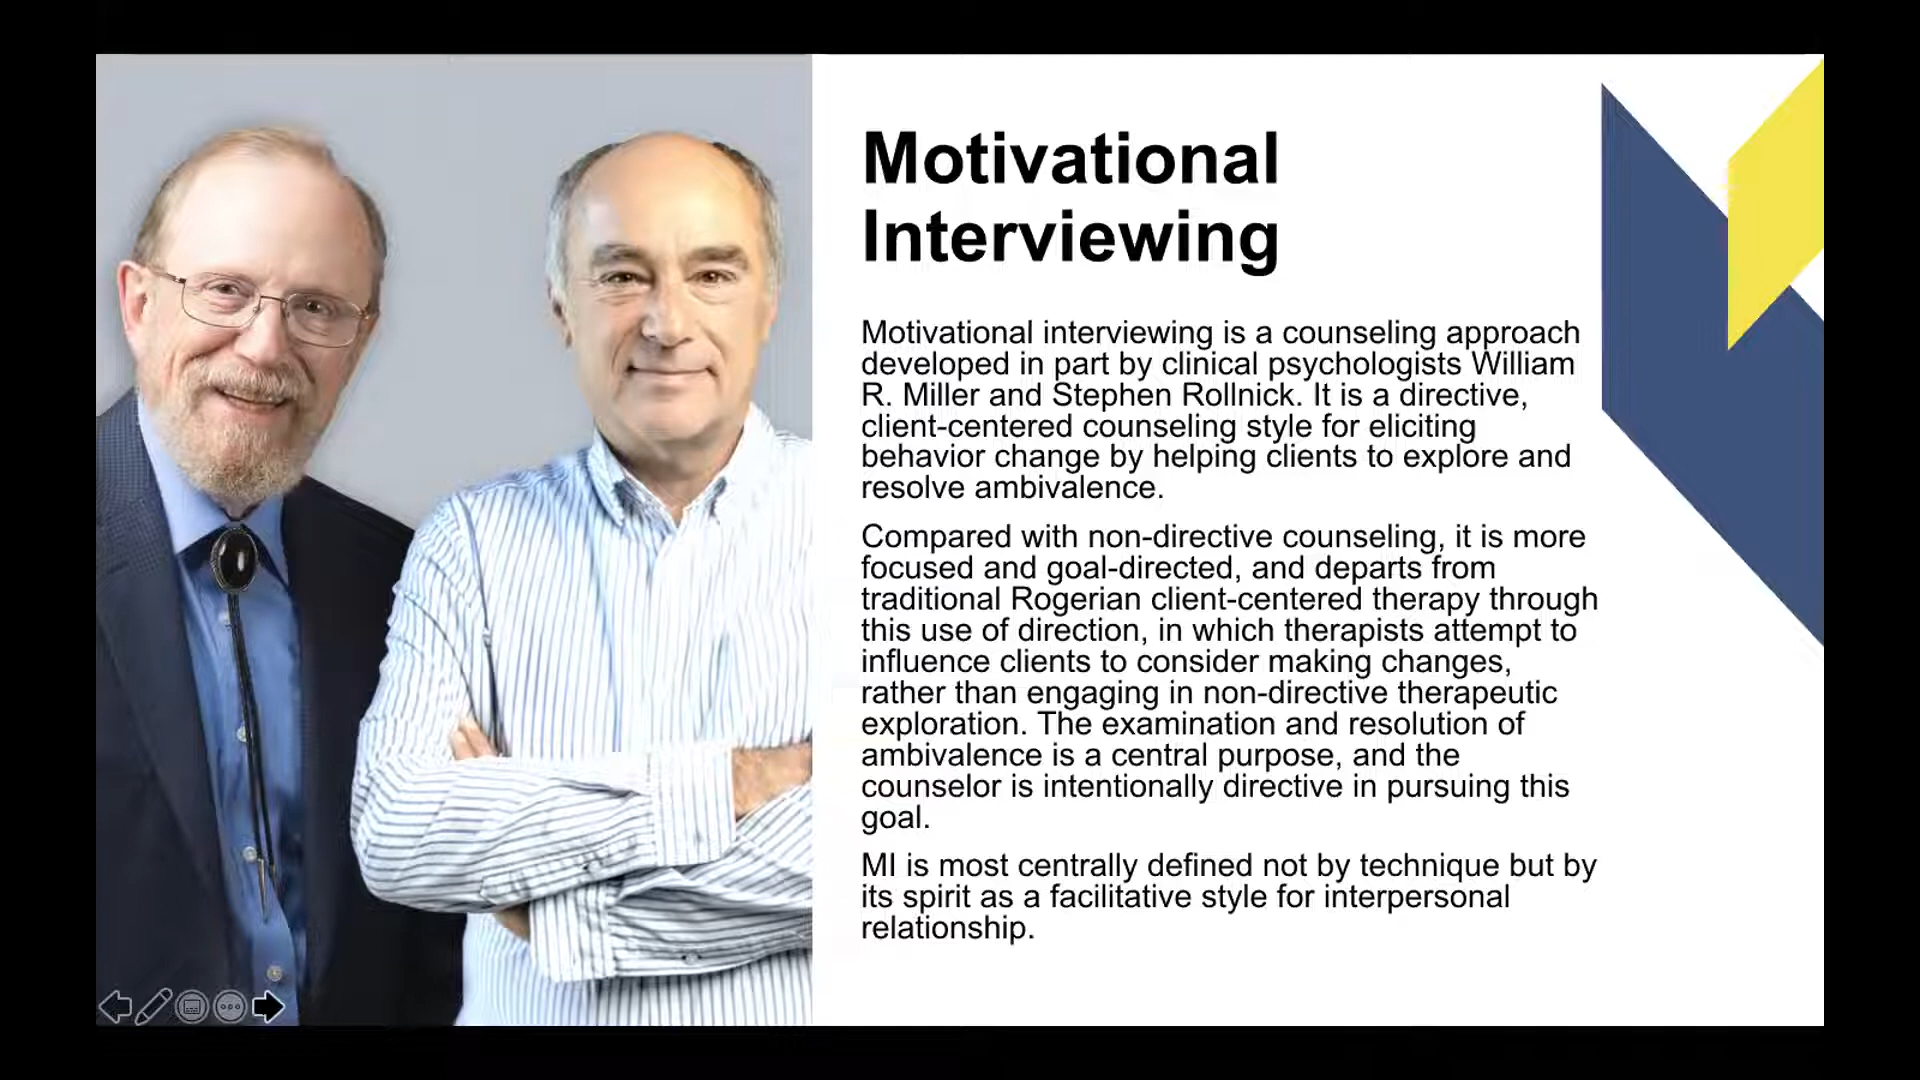 Motivational
Interviewing
Motivational interviewing is a counseling approach
developed in part by clinical psychologists William
R. Miller and Stephen Rollnick. It is a directive,
client-centered counseling style for eliciting
behavior change by helping clients to explore and
resolve ambivalence.
Compared with non-directive counseling, it is more
focused and goal-directed, and departs from
traditional Rogerian client-centered therapy through
this use of direction, in which therapists attempt to
influence clients to consider making changes,
rather than engaging in non-directive therapeutic
exploration. The examination and resolution of
ambivalence is a central purpose, and the
counselor is intentionally directive in pursuing this
goal.
MI is most centrally defined not by technique but by
its spirit as a facilitative style for interpersonal
relationship.